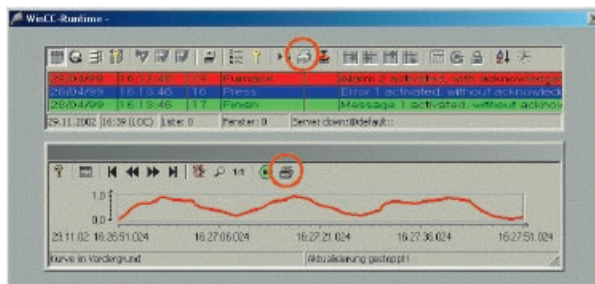 WinCC-Runtime -
28/04/99 16:13:46 19 Furnace Alarm 2 activated, with acknowledge
28/04/99 16:13:46 16 Press Error 1 activated, without acknowled
28/04/99 16:13:46 17 Finish Message 1 activated, without acknow
29.11.2002 16:39 (LOC) Liste: 0 Fenster: 0 Server down:@default::
1:1
1.0
0.0
29.11.02 16:26:51.024 16:27:06.024 16:27:21.024 16:27:36.024 16:27:51.024
Kurve im Vordergrund Aktualisierung gestoppt!